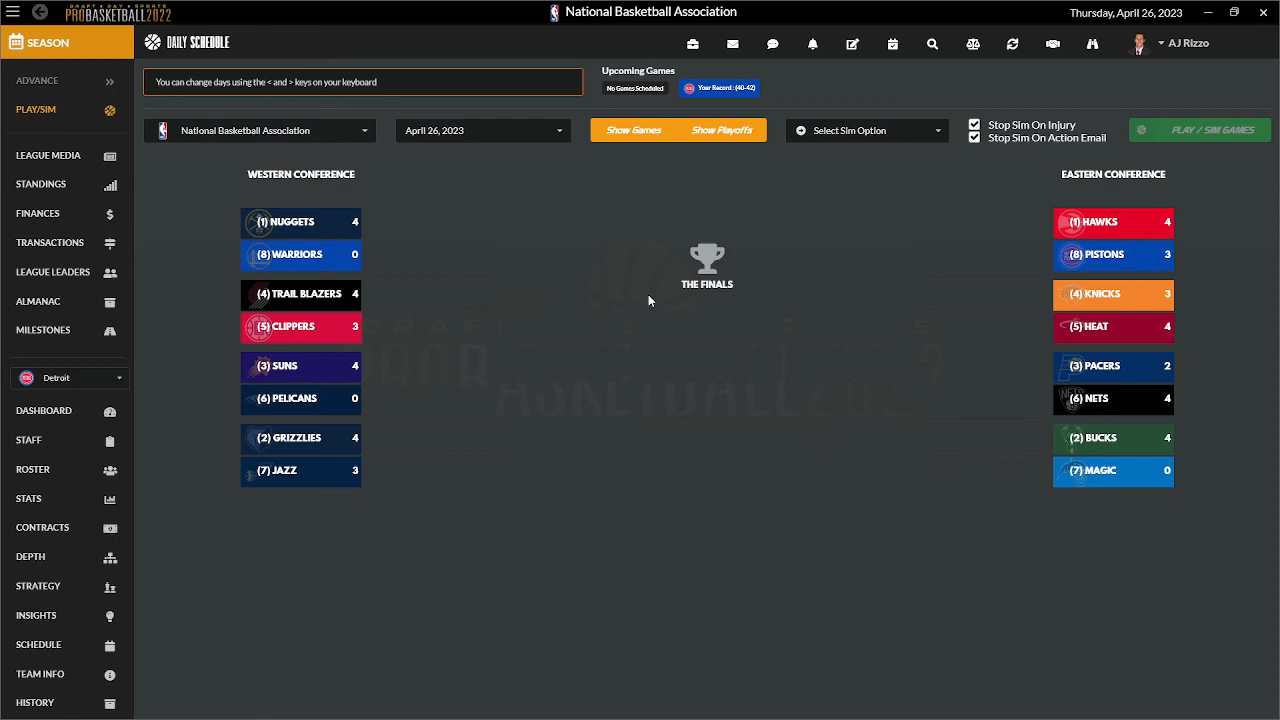 DRAFT • DAY • SPORTS
PROBASKETBALL2022
National Basketball Association
Thursday, April 26, 2023
SEASON
DAILY SCHEDULE
AJ Rizzo
ADVANCE
PLAY/SIM
LEAGUE MEDIA
STANDINGS
FINANCES
TRANSACTIONS
LEAGUE LEADERS
ALMANAC
MILESTONES
Detroit
DASHBOARD
STAFF
ROSTER
STATS
CONTRACTS
DEPTH
STRATEGY
INSIGHTS
SCHEDULE
TEAM INFO
HISTORY
You can change days using the < and > keys on your keyboard
Upcoming Games
No Games Scheduled
Your Record : (40-42)
National Basketball Association
April 26, 2023
Show Games
Show Playoffs
Select Sim Option
Stop Sim On Injury
Stop Sim On Action Email
PLAY / SIM GAMES
WESTERN CONFERENCE
(1) NUGGETS 4
(8) WARRIORS 0
(4) TRAIL BLAZERS 4
(5) CLIPPERS 3
(3) SUNS 4
(6) PELICANS 0
(2) GRIZZLIES 4
(7) JAZZ 3
THE FINALS
EASTERN CONFERENCE
(1) HAWKS 4
(8) PISTONS 3
(4) KNICKS 3
(5) HEAT 4
(3) PACERS 2
(6) NETS 4
(2) BUCKS 4
(7) MAGIC 0